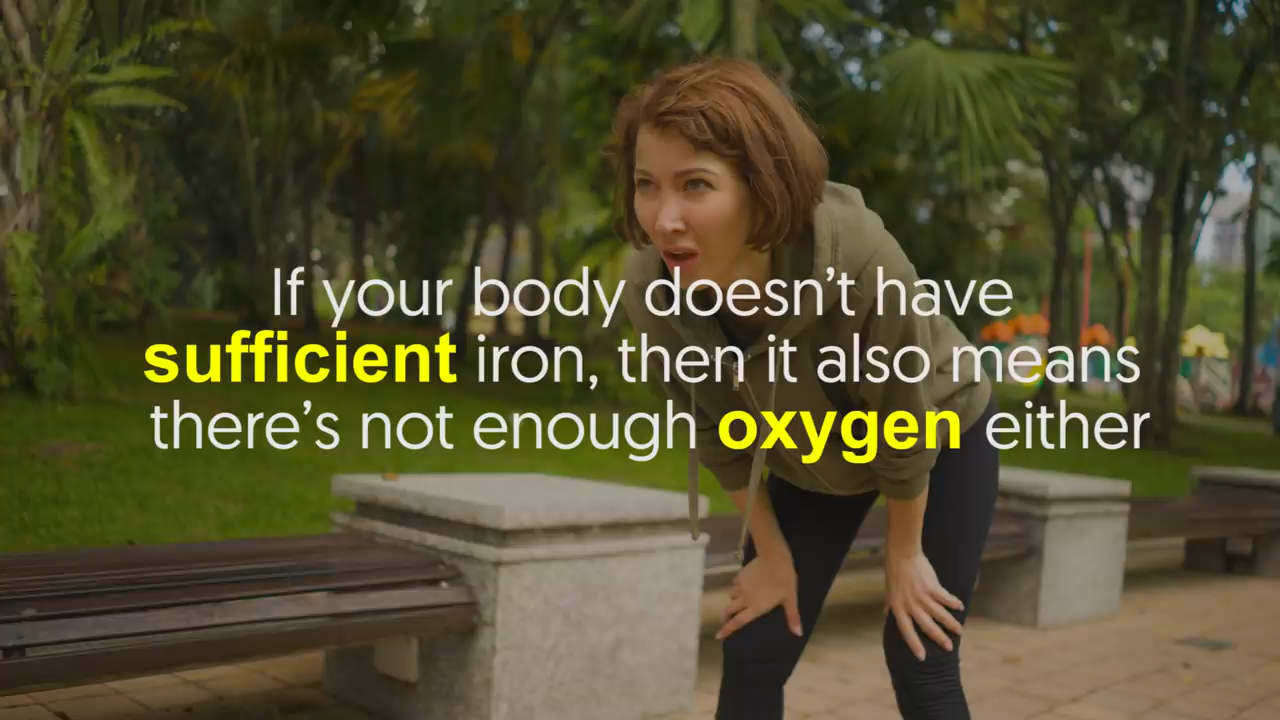 If your body doesn’t have
sufficient iron, then it also means
there’s not enough oxygen either